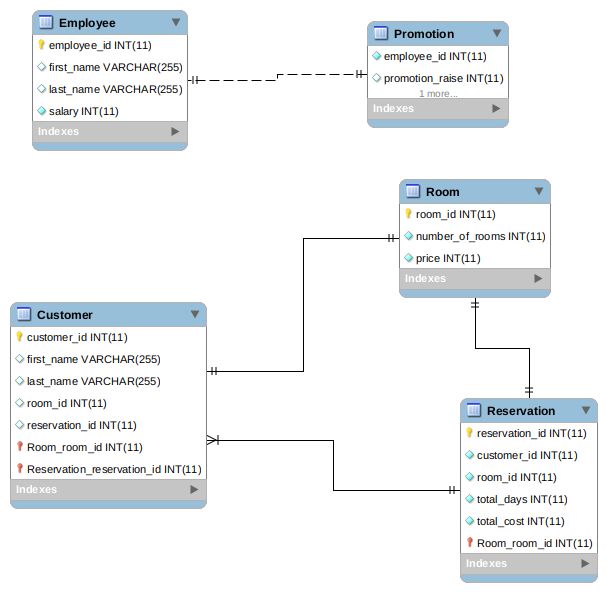 Employee
employee_id INT(11)
first_name VARCHAR(255)
last_name VARCHAR(255)
salary INT(11)
Indexes
Promotion
employee_id INT(11)
promotion_raise INT(11)
1 more...
Indexes
Room
room_id INT(11)
number_of_rooms INT(11)
price INT(11)
Indexes
Customer
customer_id INT(11)
first_name VARCHAR(255)
last_name VARCHAR(255)
room_id INT(11)
reservation_id INT(11)
Room_room_id INT(11)
Reservation_reservation_id INT(11)
Indexes
Reservation
reservation_id INT(11)
customer_id INT(11)
room_id INT(11)
total_days INT(11)
total_cost INT(11)
Room_room_id INT(11)
Indexes